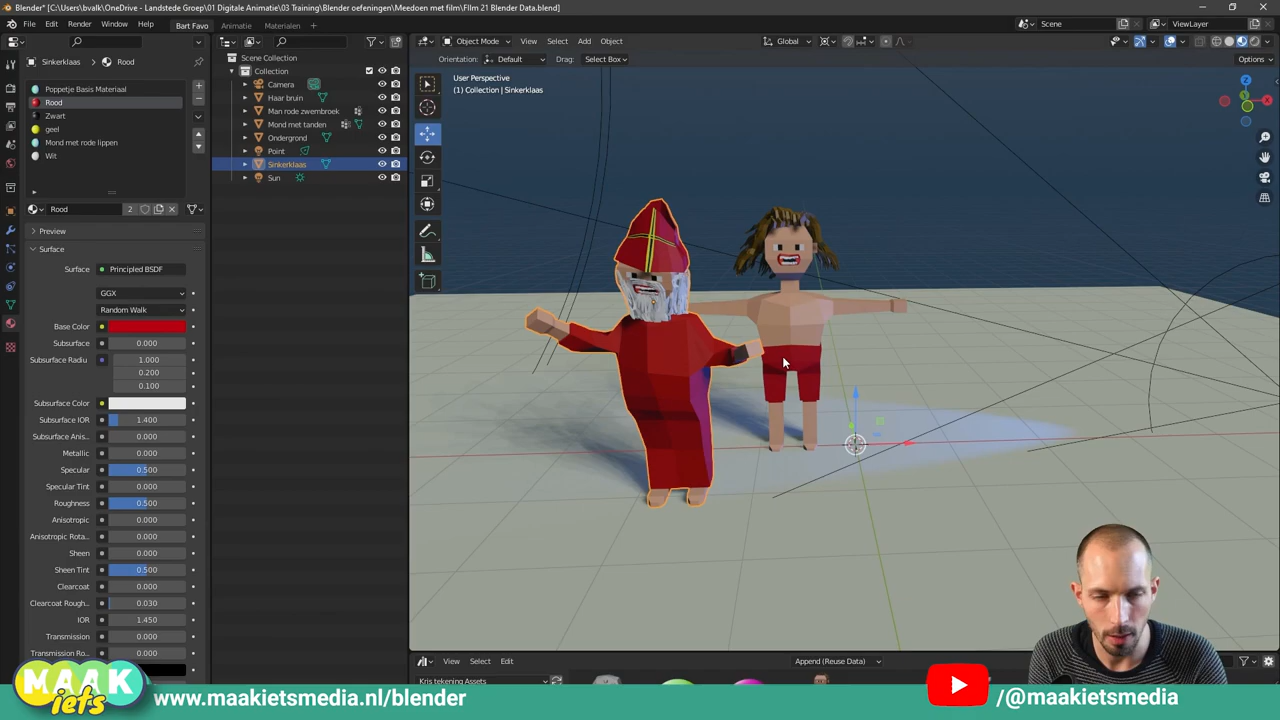 Blender* [C:\Users\bvalk\OneDrive - Landstede Groep\01 Digitale Animatie\03 Training\Blender oefeningen\Meedoen met film\FIlm 21 Blender Data.blend]
File Edit Render Window Help Bart Favo Animatie Materialen Scene ViewLayer
Object Mode View Select Add Object Global Options
Orientation: Default Drag: Select Box
Sinkerklaas > Rood
Poppetje Basis Materiaal
Rood
Zwart
geel
Mond met rode lippen
Wit
Rood 2
Preview
Surface
Surface Principled BSDF
GGX
Random Walk
Base Color
Subsurface 0.000
Subsurface Radiu 1.000
0.200
0.100
Subsurface Color
Subsurface IOR 1.400
Subsurface Anis... 0.000
Metallic 0.000
Specular 0.500
Specular Tint 0.000
Roughness 0.500
Anisotropic 0.000
Anisotropic Rota.. 0.000
Sheen 0.000
Sheen Tint 0.500
Clearcoat 0.000
Clearcoat Rough.. 0.030
IOR 1.450
Transmission 0.000
Transmission Ro... 0.000
Scene Collection
Collection
Camera
Haar bruin
Man rode zwembroek
Mond met tanden
Ondergrond
Point
Sinkerklaas
Sun
User Perspective
(1) Collection | Sinkerklaas
Z
Y
X
View Select Edit Append (Reuse Data)
Kris tekening Assets
MAAK
iets
www.maakietsmedia.nl/blender
/@maakietsmedia